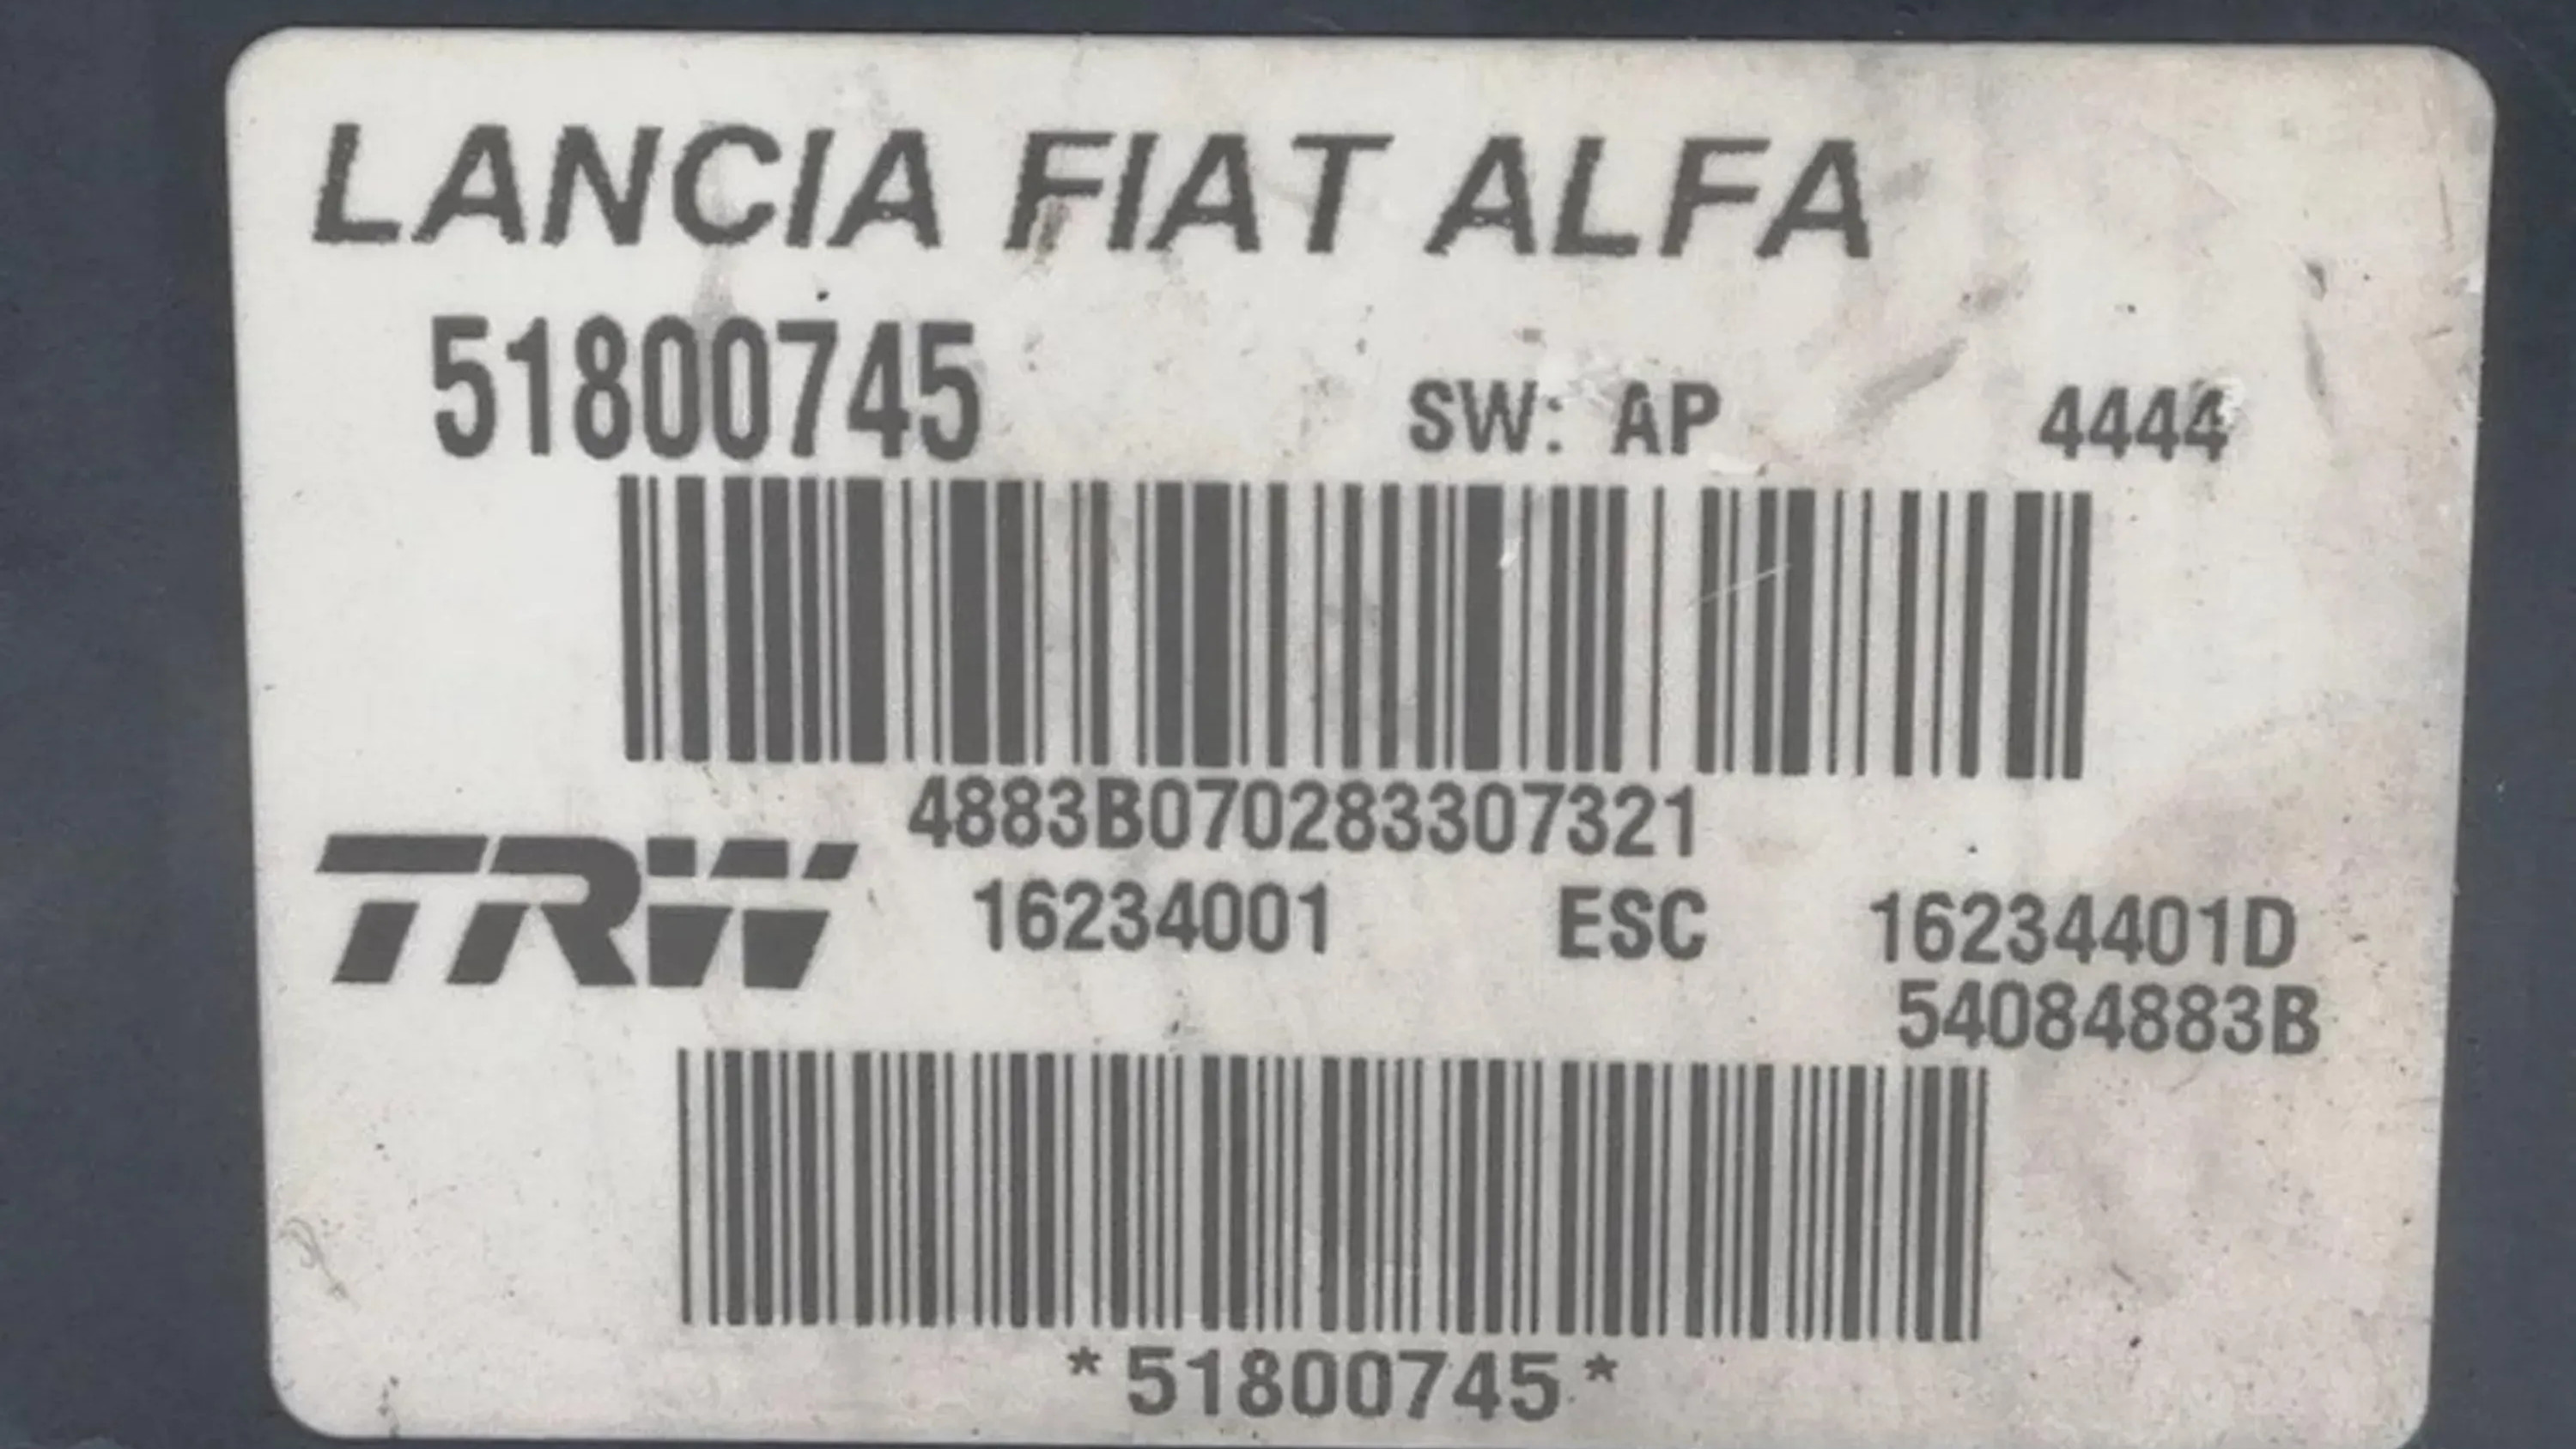 LANCIA FIAT ALFA
51800745 SW: AP 4444
4883B070283307321
TRW 16234001 ESC 16234401D
54084883B
*51800745*